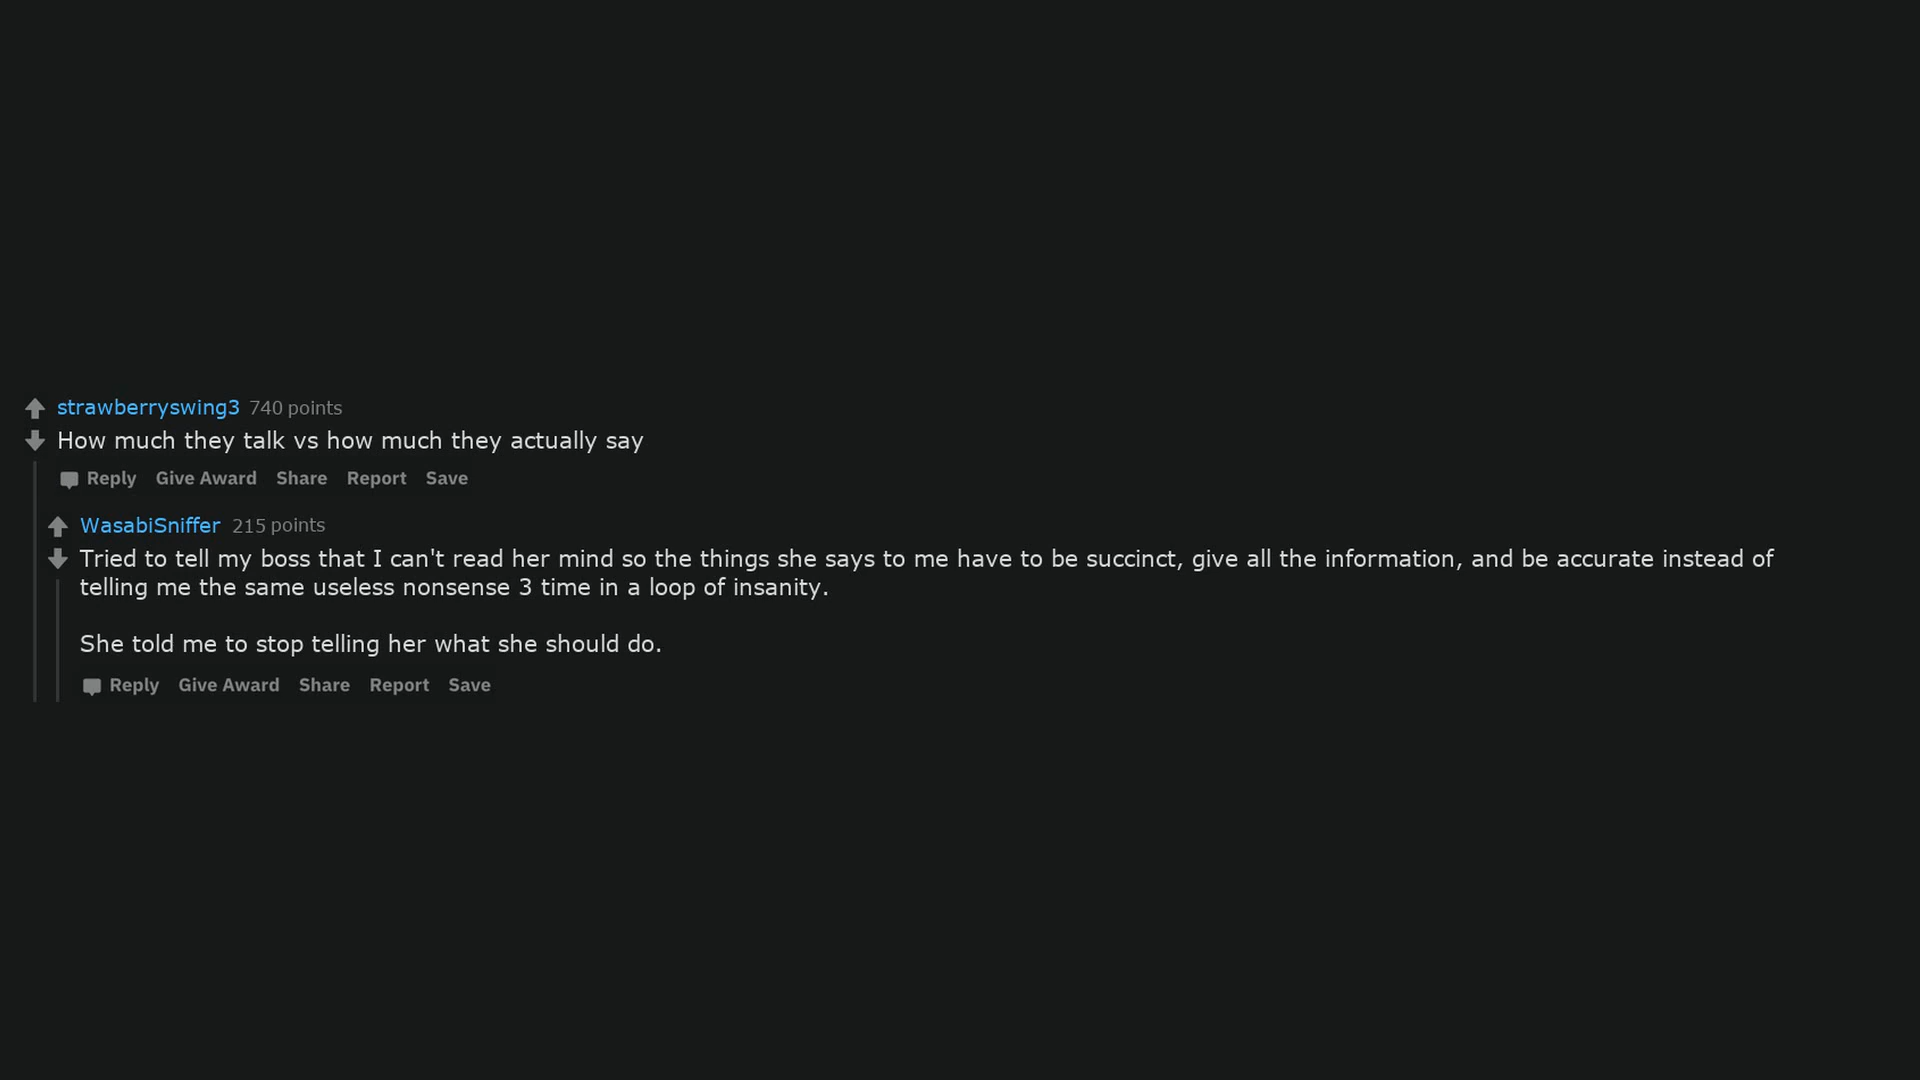 strawberryswing3 740 points
How much they talk vs how much they actually say
Reply Give Award Share Report Save
WasabiSniffer 215 points
Tried to tell my boss that I can't read her mind so the things she says to me have to be succinct, give all the information, and be accurate instead of
telling me the same useless nonsense 3 time in a loop of insanity.
She told me to stop telling her what she should do.
Reply Give Award Share Report Save